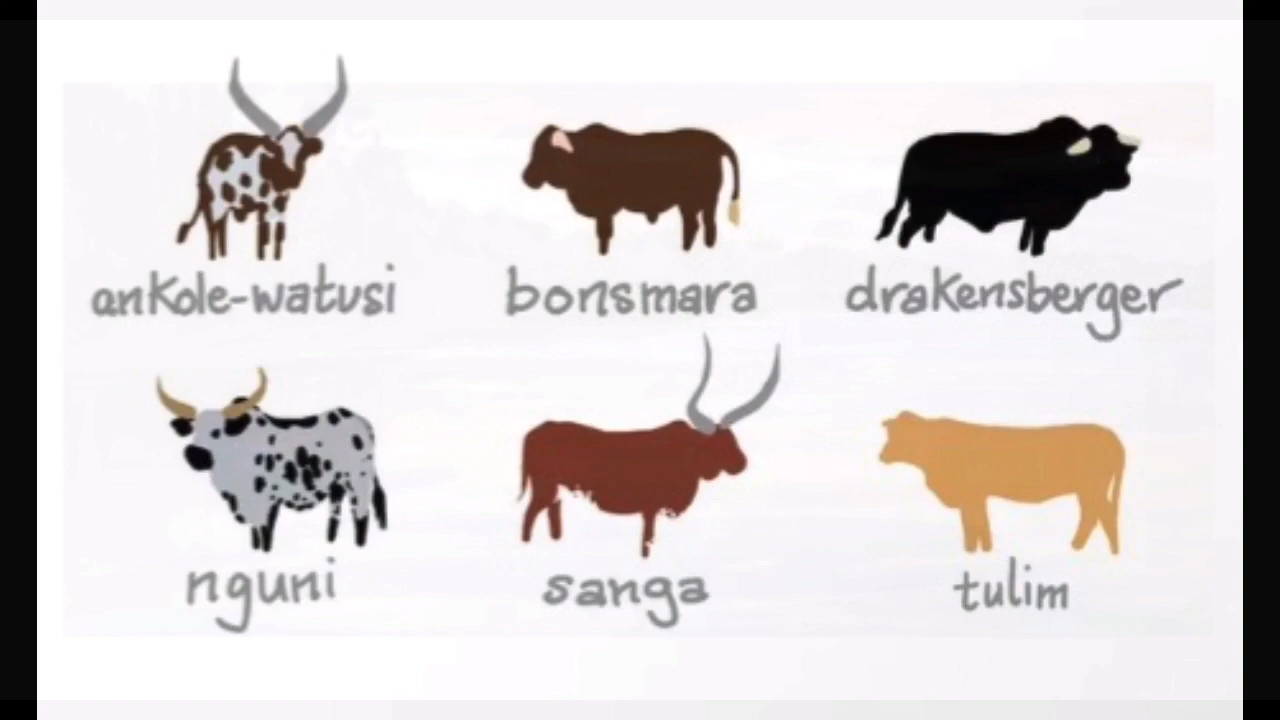 anKole-watusi
bonsmara
drakensberger
nguni
sanga
tulim